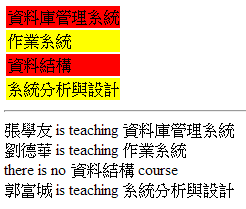 資料庫管理系統
作業系統
資料結構
系統分析與設計
張學友 is teaching 資料庫管理系統
劉德華 is teaching 作業系統
there is no 資料結構 course
郭富城 is teaching 系統分析與設計